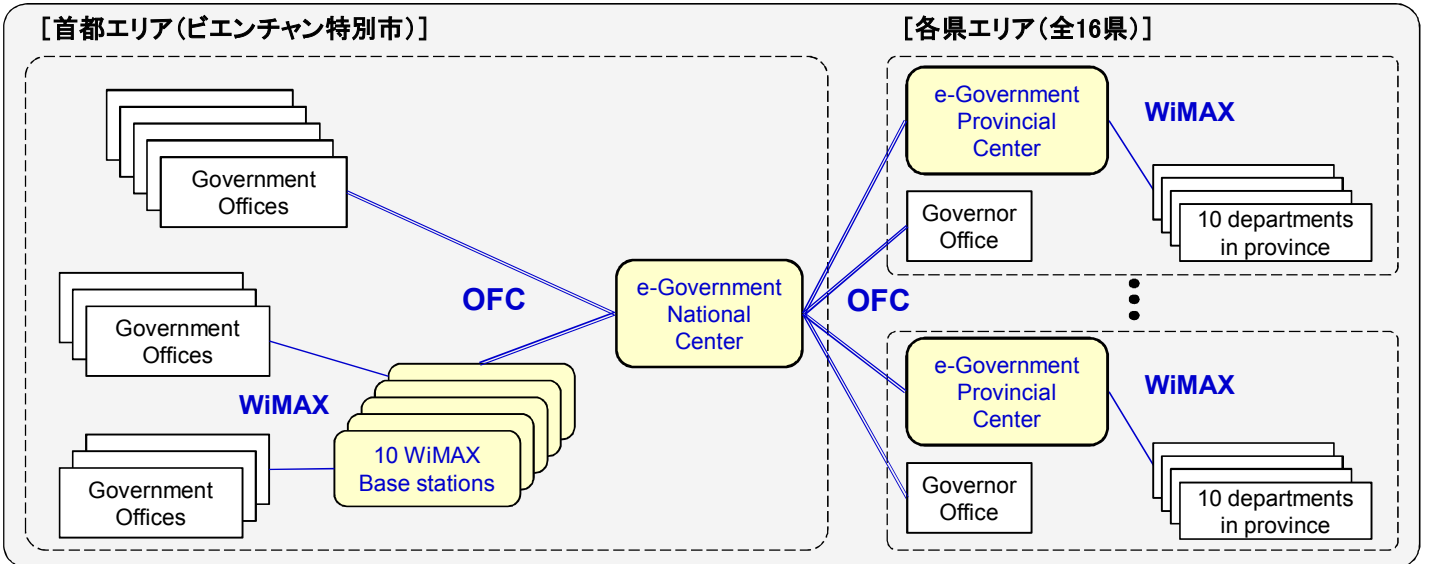 [首都エリア(ビエンチャン特別市)]
Government
Offices
Government
Offices
Government
Offices
OFC
WiMAX
10 WiMAX
Base stations
e-Government
National
Center
OFC
[各県エリア(全16県)]
e-Government
Provincial
Center
WiMAX
Governor
Office
10 departments
in province
e-Government
Provincial
Center
WiMAX
Governor
Office
10 departments
in province